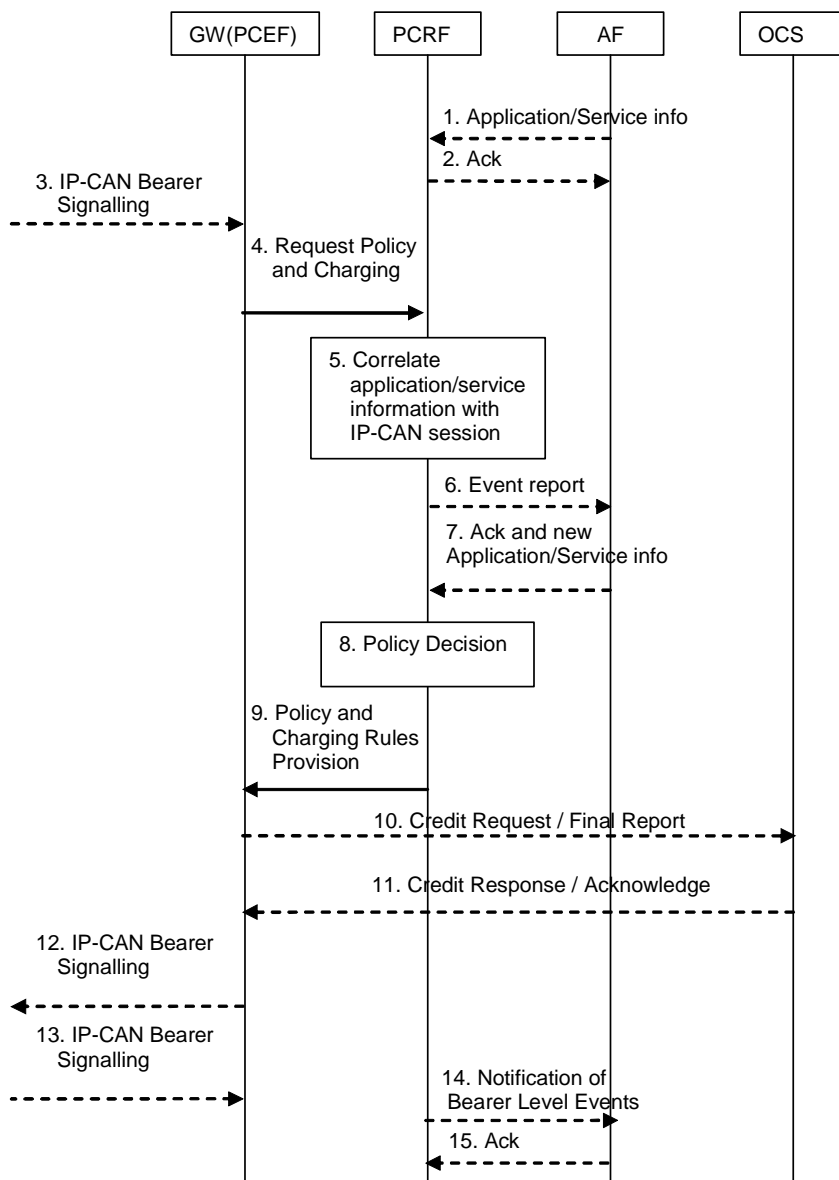 GW(PCEF)
PCRF
AF
OCS
1. Application/Service info
2. Ack
3. IP-CAN Bearer
Signalling
4. Request Policy
and Charging
5. Correlate
application/service
information with
IP-CAN session
6. Event report
7. Ack and new
Application/Service info
8. Policy Decision
9. Policy and
Charging Rules
Provision
10. Credit Request / Final Report
11. Credit Response / Acknowledge
12. IP-CAN Bearer
Signalling
13. IP-CAN Bearer
Signalling
14. Notification of
Bearer Level Events
15. Ack